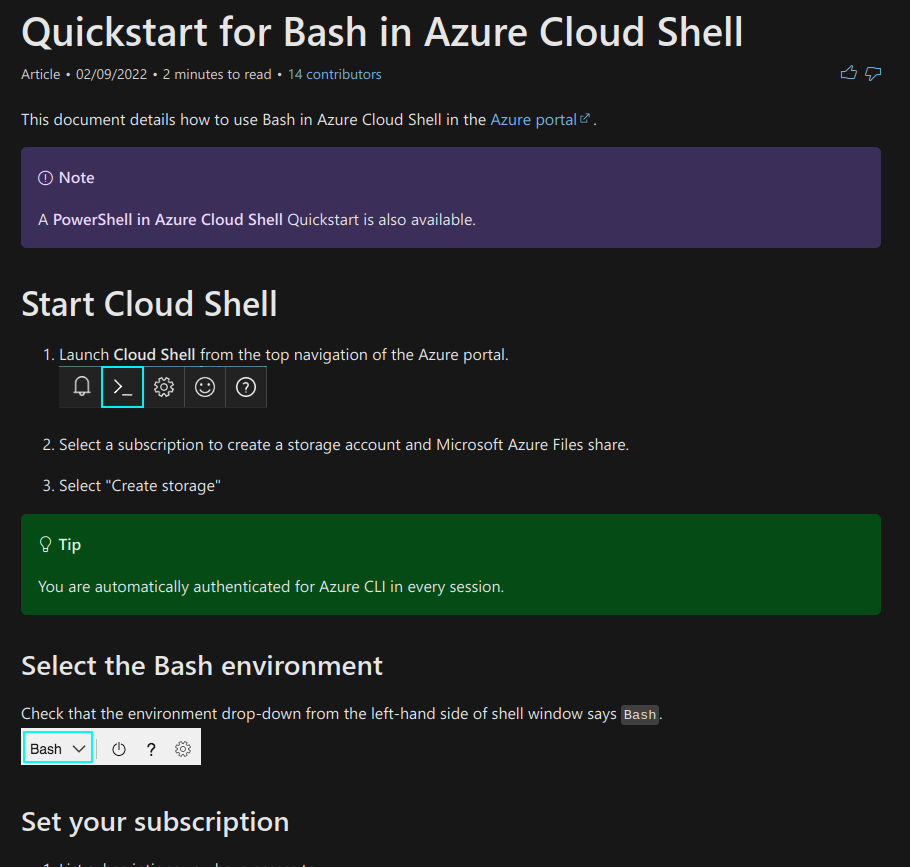 Quickstart for Bash in Azure Cloud Shell
Article • 02/09/2022 • 2 minutes to read • 14 contributors
This document details how to use Bash in Azure Cloud Shell in the Azure portal .
Note
A PowerShell in Azure Cloud Shell Quickstart is also available.
Start Cloud Shell
1. Launch Cloud Shell from the top navigation of the Azure portal.
2. Select a subscription to create a storage account and Microsoft Azure Files share.
3. Select "Create storage"
Tip
You are automatically authenticated for Azure CLI in every session.
Select the Bash environment
Check that the environment drop-down from the left-hand side of shell window says Bash.
Bash ?
Set your subscription